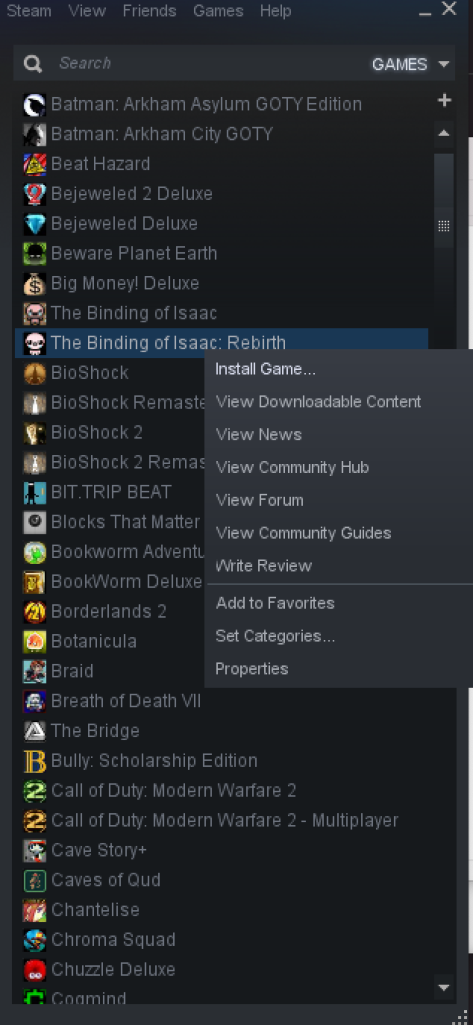 Steam View Friends Games Help
Search GAMES
Batman: Arkham Asylum GOTY Edition
Batman: Arkham City GOTY
Beat Hazard
Bejeweled 2 Deluxe
Bejeweled Deluxe
Beware Planet Earth
Big Money! Deluxe
The Binding of Isaac
The Binding of Isaac: Rebirth
BioShock
BioShock Remaste
BioShock 2
BioShock 2 Remas
BIT.TRIP BEAT
Blocks That Matter
Bookworm Adventu
BookWorm Deluxe
Borderlands 2
Botanicula
Braid
Breath of Death VII
The Bridge
Bully: Scholarship Edition
Call of Duty: Modern Warfare 2
Call of Duty: Modern Warfare 2 - Multiplayer
Cave Story+
Caves of Qud
Chantelise
Chroma Squad
Chuzzle Deluxe
Cogmind
Install Game...
View Downloadable Content
View News
View Community Hub
View Forum
View Community Guides
Write Review
Add to Favorites
Set Categories...
Properties